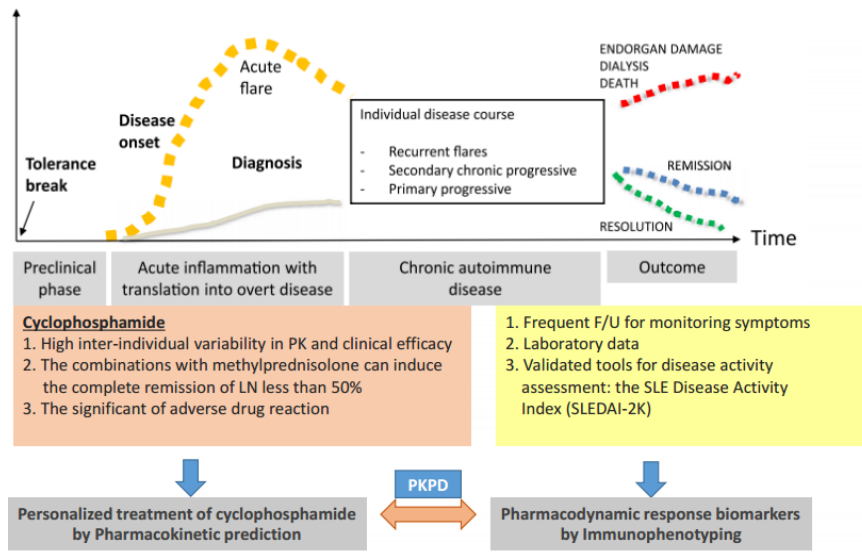 Acute
flare
Disease
onset
Diagnosis
Tolerance
break
Individual disease course
- Recurrent flares
- Secondary chronic progressive
- Primary progressive
ENDORGAN DAMAGE
DIALYSIS
DEATH
REMISSION
RESOLUTION
Time
Preclinical
phase
Acute inflammation with
translation into overt disease
Chronic autoimmune
disease
Outcome
Cyclophosphamide
1. High inter-individual variability in PK and clinical efficacy
2. The combinations with methylprednisolone can induce
the complete remission of LN less than 50%
3. The significant of adverse drug reaction
1. Frequent F/U for monitoring symptoms
2. Laboratory data
3. Validated tools for disease activity
assessment: the SLE Disease Activity
Index (SLEDAI-2K)
Personalized treatment of cyclophosphamide
by Pharmacokinetic prediction
PKPD
Pharmacodynamic response biomarkers
by Immunophenotyping